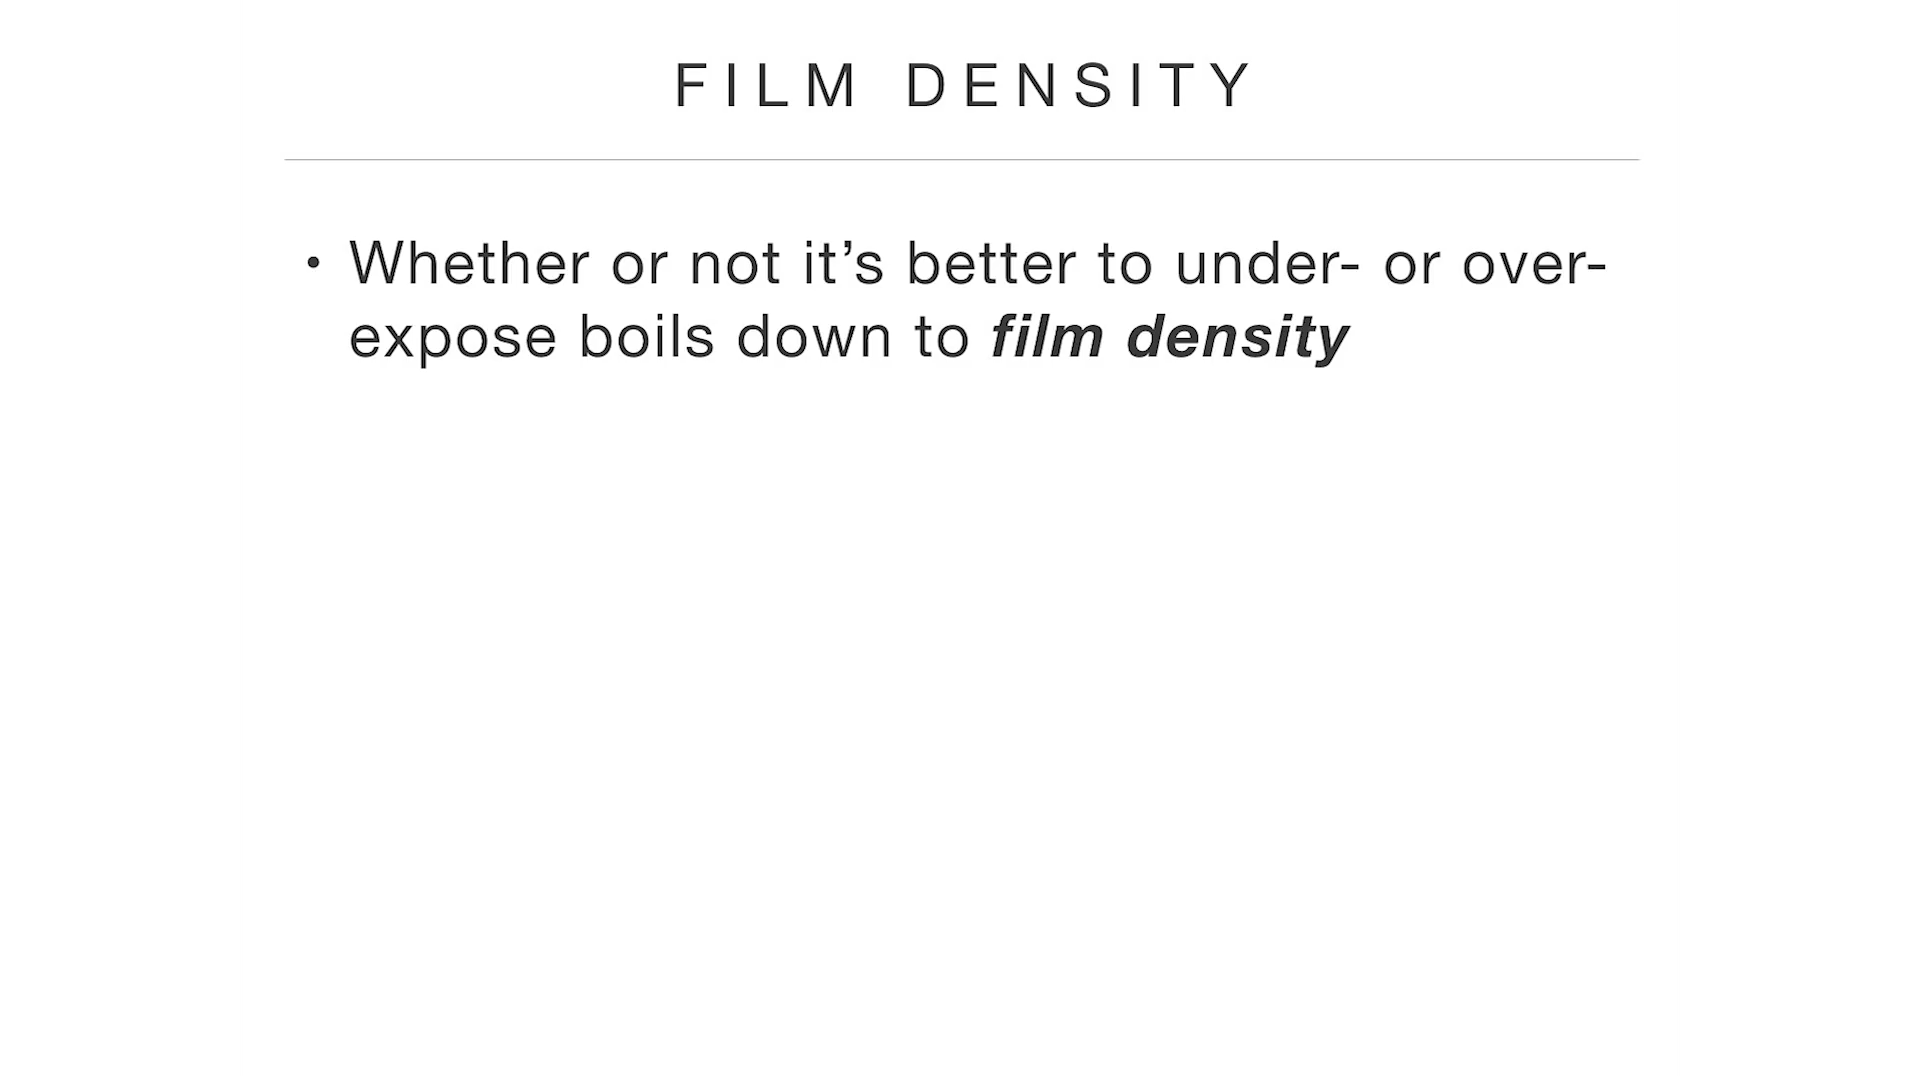 FILM DENSITY
• Whether or not it’s better to under- or over-
expose boils down to film density